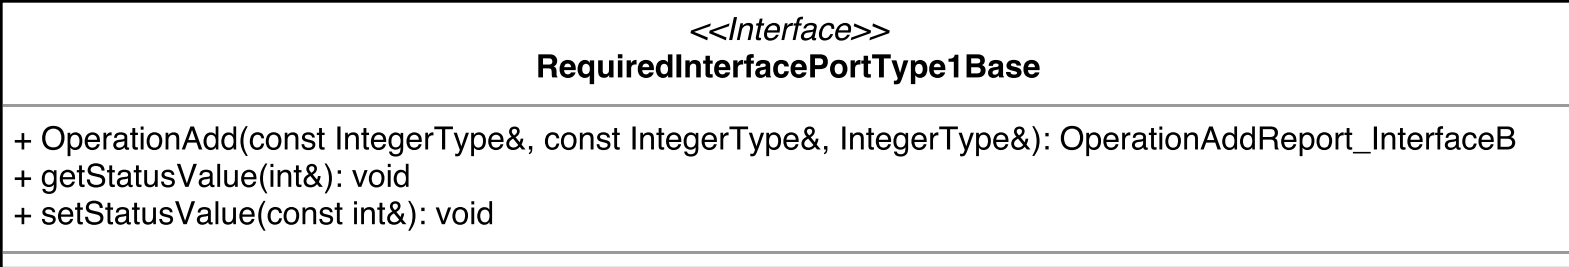 <<Interface>>
RequiredInterfacePortType1Base
+ OperationAdd(const IntegerType&, const IntegerType&, IntegerType&): OperationAddReport_InterfaceB
+ getStatusValue(int&): void
+ setStatusValue(const int&): void